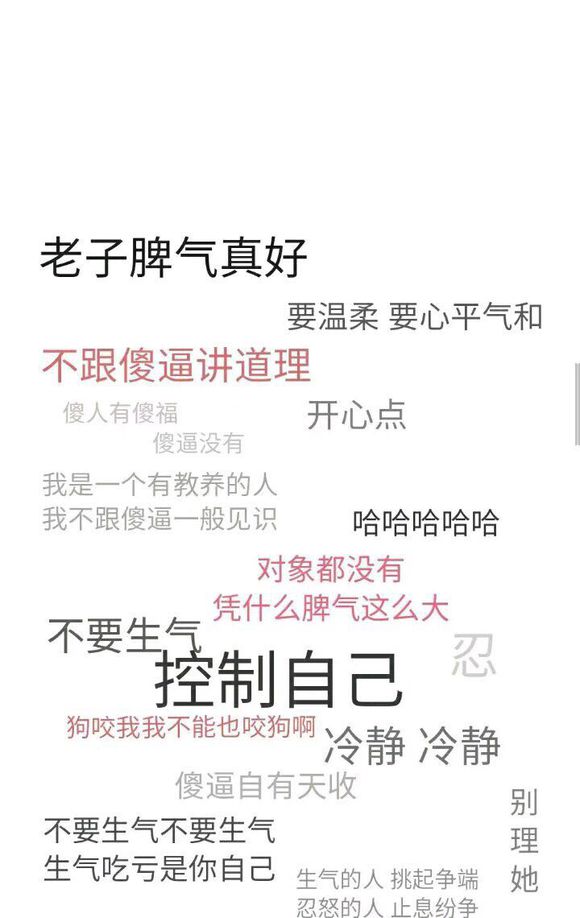 老子脾气真好
要温柔 要心平气和
不跟傻逼讲道理
傻人有傻福
开心点
傻逼没有
我是一个有教养的人
我不跟傻逼一般见识
哈哈哈哈哈
对象都没有
凭什么脾气这么大
不要生气
忍
控制自己
狗咬我我不能也咬狗啊
冷静 冷静
傻逼自有天收
别理她
不要生气不要生气
生气吃亏是你自己
生气的人 挑起争端
忍怒的人 止息纷争